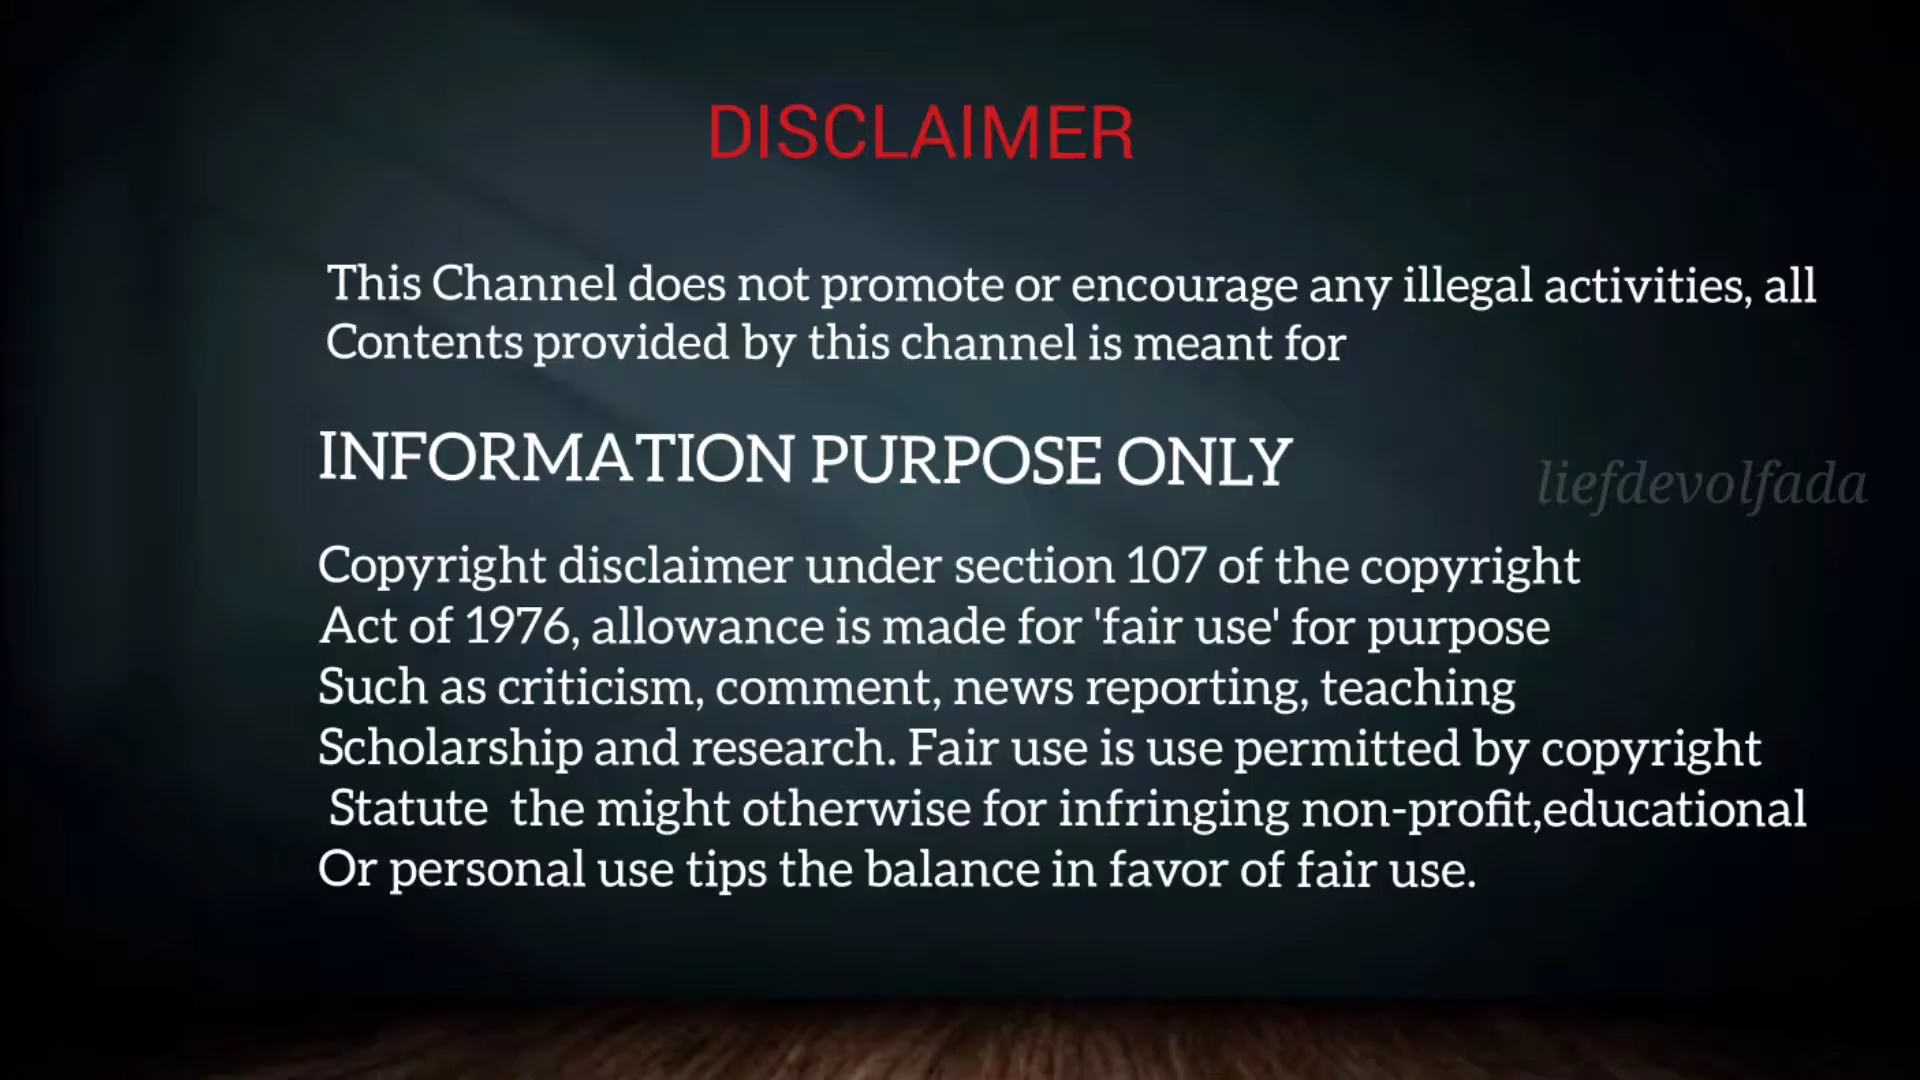 DISCLAIMER
This Channel does not promote or encourage any illegal activities, all
Contents provided by this channel is meant for
INFORMATION PURPOSE ONLY
liefdevolfada
Copyright disclaimer under section 107 of the copyright
Act of 1976, allowance is made for 'fair use' for purpose
Such as criticism, comment, news reporting, teaching
Scholarship and research. Fair use is use permitted by copyright
Statute the might otherwise for infringing non-profit,educational
Or personal use tips the balance in favor of fair use.